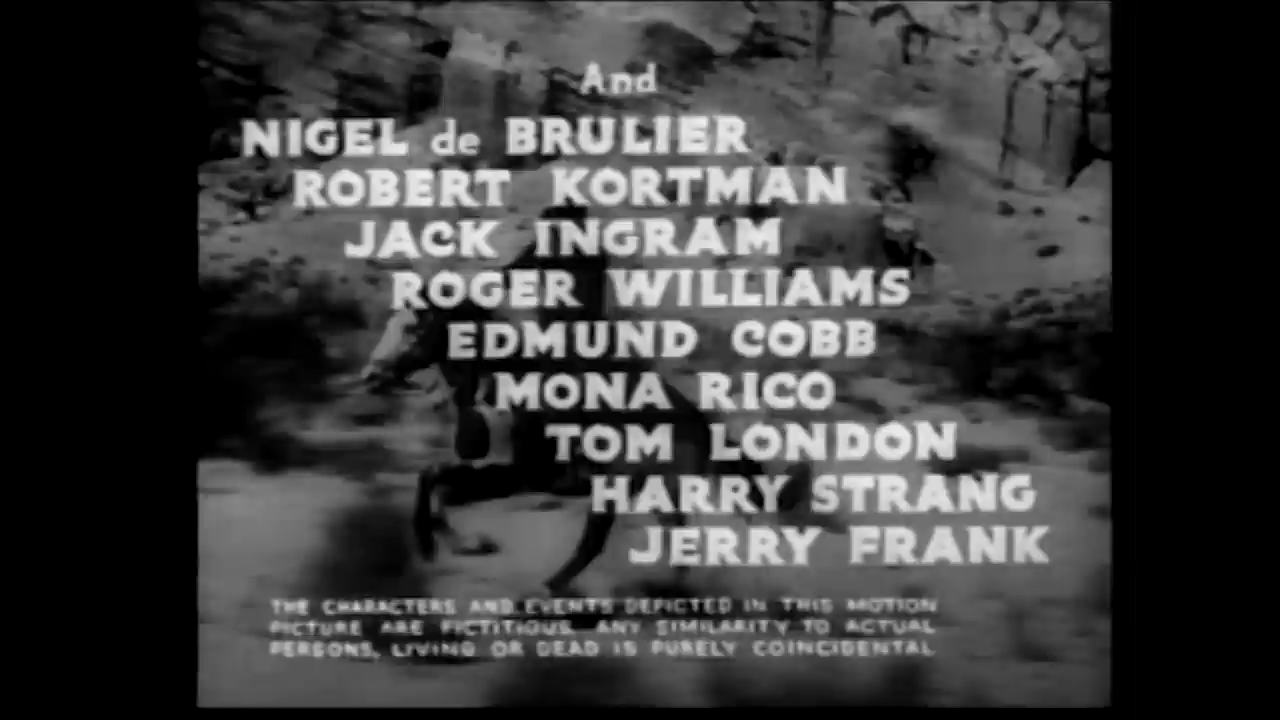 And
NIGEL de BRULIER
ROBERT KORTMAN
JACK INGRAM
ROGER WILLIAMS
EDMUND COBB
MONA RICO
TOM LONDON
HARRY STRANG
JERRY FRANK
THE CHARACTERS AND EVENTS DEPICTED IN THIS MOTION
PICTURE ARE FICTITIOUS. ANY SIMILARITY TO ACTUAL
PERSONS, LIVING OR DEAD IS PURELY COINCIDENTAL